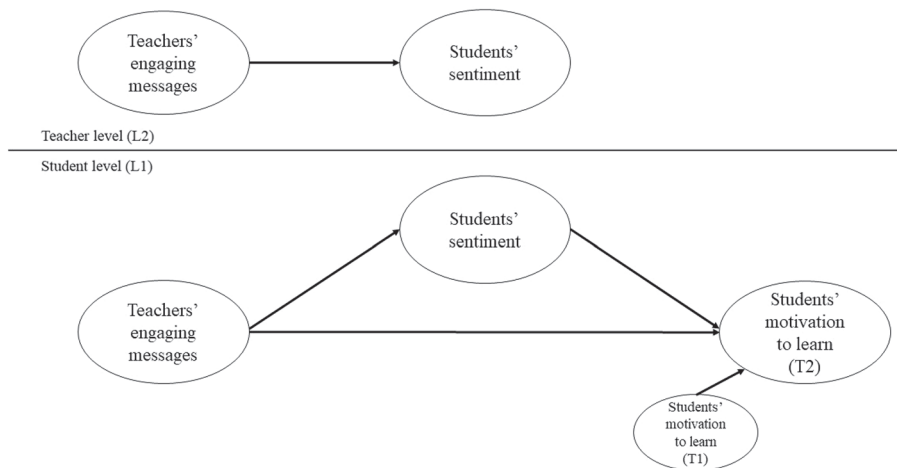 Teachers’
engaging
messages
Students’
sentiment
Teacher level (L2)
Student level (L1)
Students’
sentiment
Teachers’
engaging
messages
Students’
motivation
to learn
(T2)
Students’
motivation
to learn
(T1)